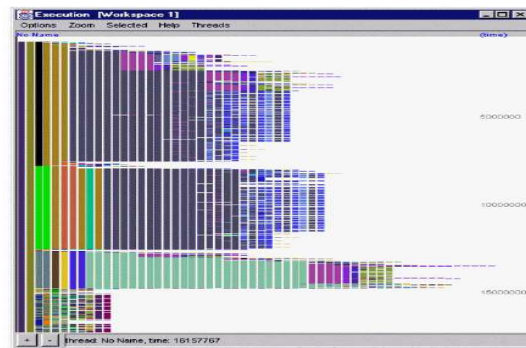 Execution [Workspace 1]
Options Zoom Selected Help Threads
No Name (time)
5000000
10000000
15000000
+ - thread: No Name, time: 16157767